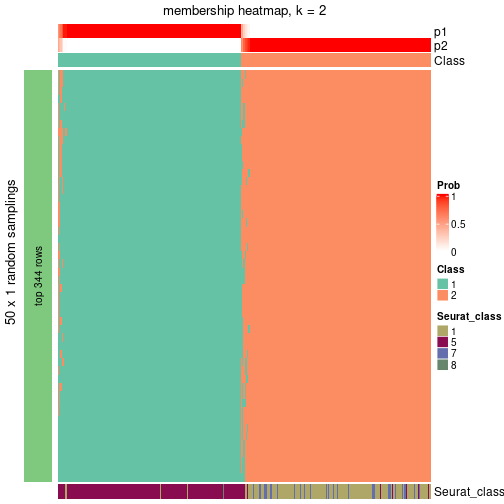 membership heatmap, k = 2
p1
p2
Class
50 x 1 random samplings
top 344 rows
Prob
1
0.5
0
Class
1
2
Seurat_class
1
5
7
8
Seurat_class